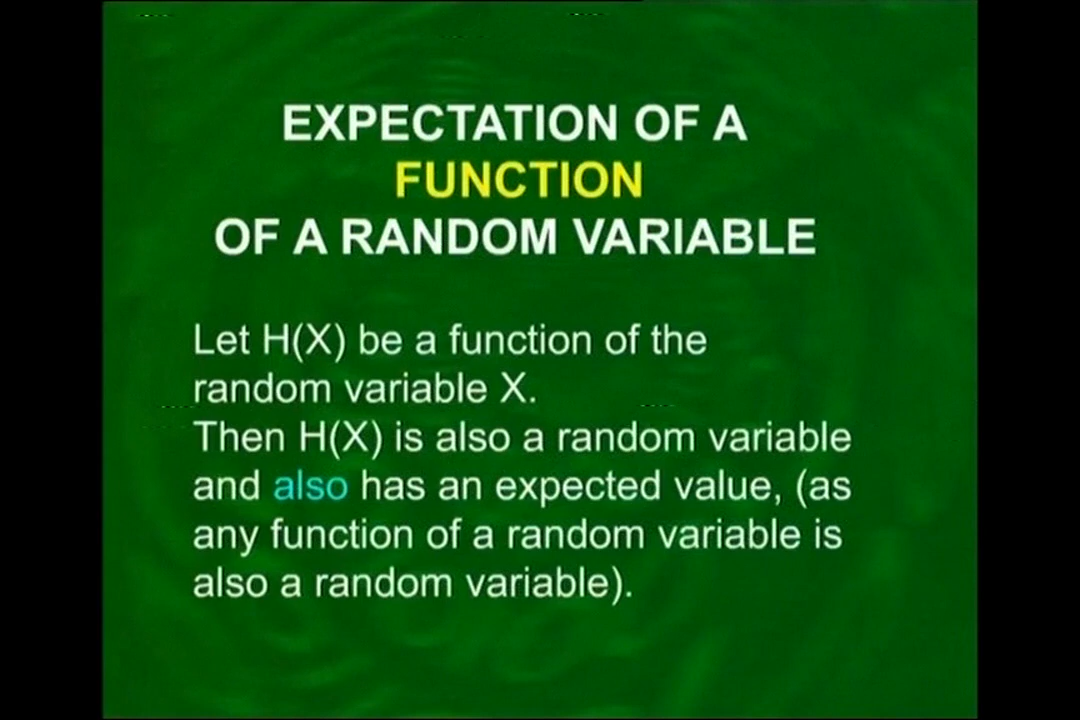 EXPECTATION OF A
FUNCTION
OF A RANDOM VARIABLE
Let H(X) be a function of the
random variable X.
Then H(X) is also a random variable
and also has an expected value, (as
any function of a random variable is
also a random variable).